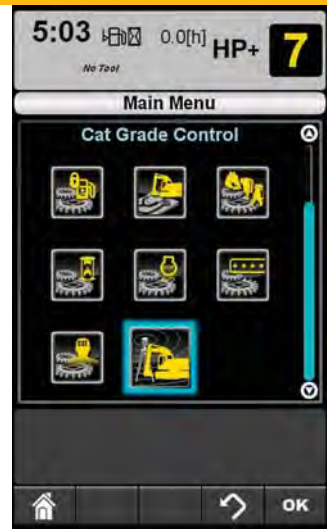 5:03 0.0[h] HP+ 7
No Tool
Main Menu
Cat Grade Control
OK